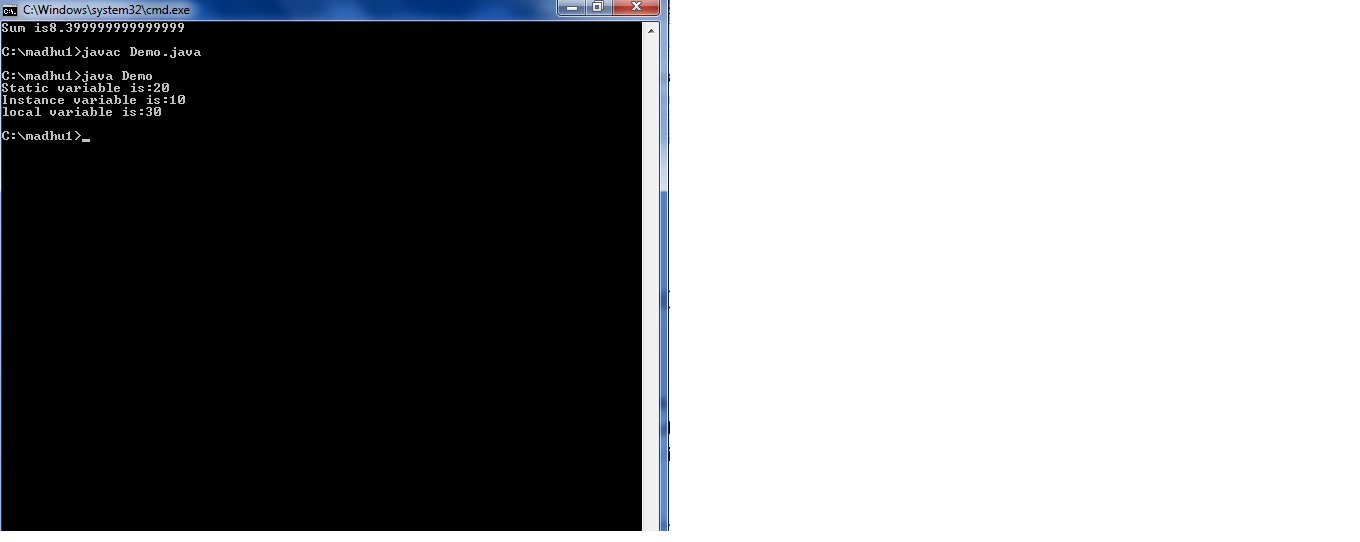 C:\Windows\system32\cmd.exe
Sum is8.399999999999999
C:\madhu1>javac Demo.java
C:\madhu1>java Demo
Static variable is:20
Instance variable is:10
local variable is:30
C:\madhu1>_